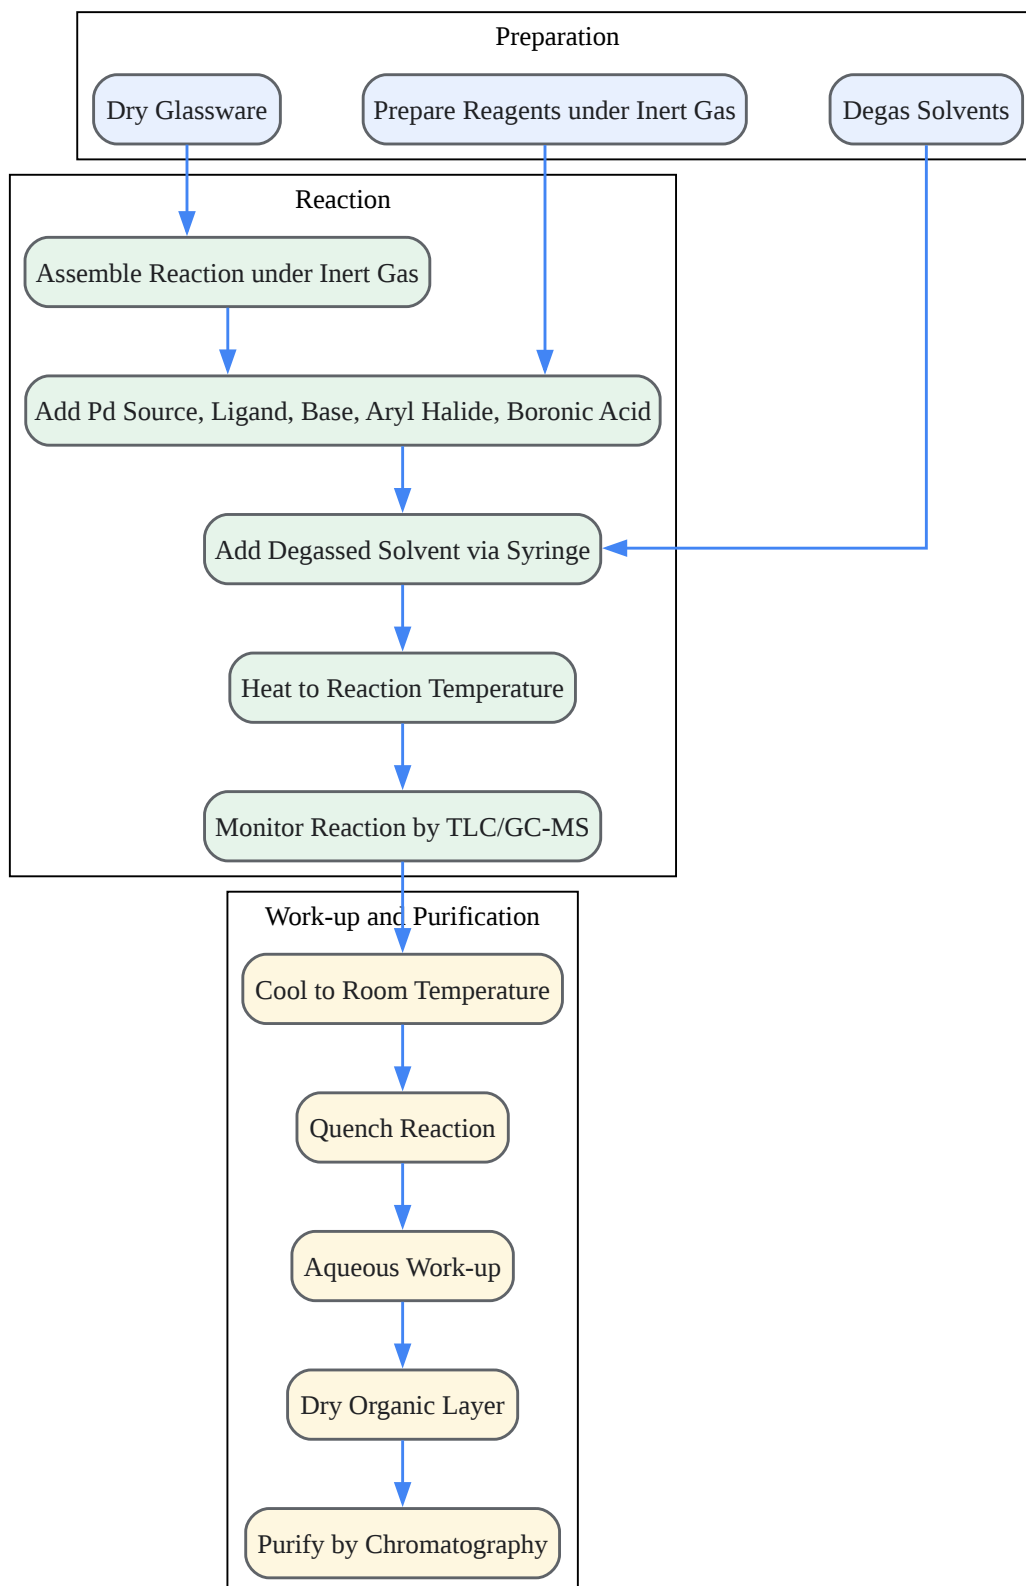 Preparation
Dry Glassware
Prepare Reagents under Inert Gas
Degas Solvents
Reaction
Assemble Reaction under Inert Gas
Add Pd Source, Ligand, Base, Aryl Halide, Boronic Acid
Add Degassed Solvent via Syringe
Heat to Reaction Temperature
Monitor Reaction by TLC/GC-MS
Work-up and Purification
Cool to Room Temperature
Quench Reaction
Aqueous Work-up
Dry Organic Layer
Purify by Chromatography